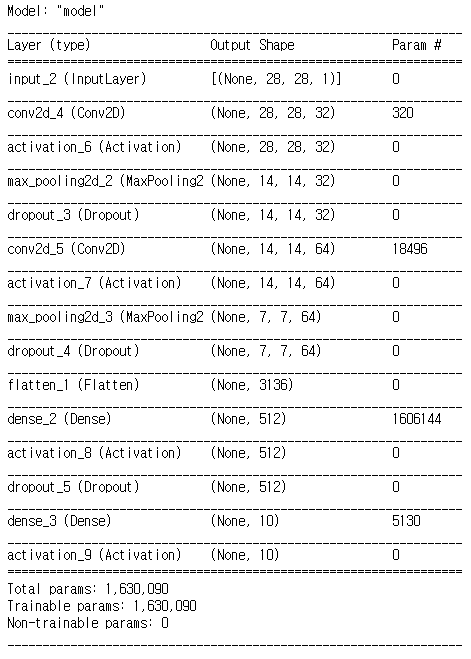 Model: "model"
Layer (type) Output Shape Param #
input_2 (InputLayer) [(None, 28, 28, 1)] 0
conv2d_4 (Conv2D) (None, 28, 28, 32) 320
activation_6 (Activation) (None, 28, 28, 32) 0
max_pooling2d_2 (MaxPooling2 (None, 14, 14, 32) 0
dropout_3 (Dropout) (None, 14, 14, 32) 0
conv2d_5 (Conv2D) (None, 14, 14, 64) 18496
activation_7 (Activation) (None, 14, 14, 64) 0
max_pooling2d_3 (MaxPooling2 (None, 7, 7, 64) 0
dropout_4 (Dropout) (None, 7, 7, 64) 0
flatten_1 (Flatten) (None, 3136) 0
dense_2 (Dense) (None, 512) 1606144
activation_8 (Activation) (None, 512) 0
dropout_5 (Dropout) (None, 512) 0
dense_3 (Dense) (None, 10) 5130
activation_9 (Activation) (None, 10) 0
Total params: 1,630,090
Trainable params: 1,630,090
Non-trainable params: 0